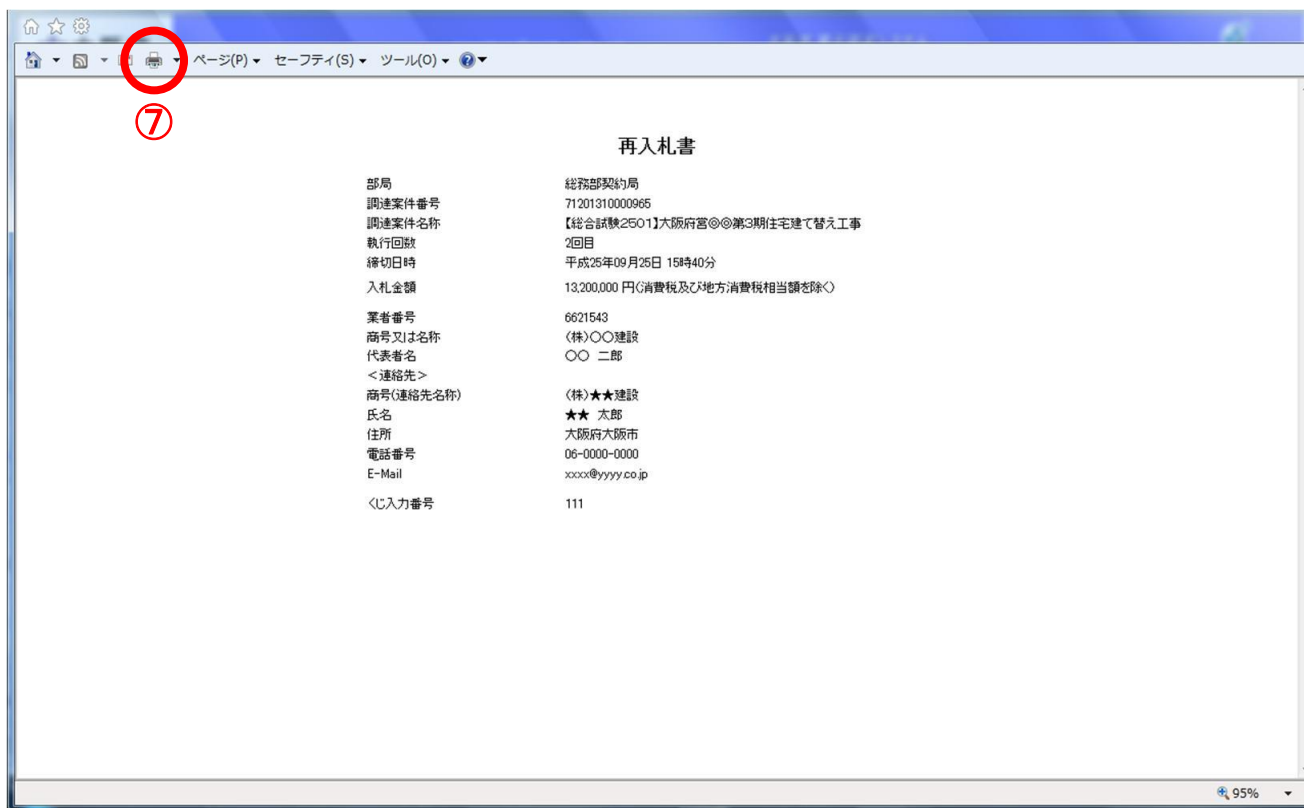 ページ(P) セーフティ(S) ツール(O)
⑦
再入札書
部局 総務部契約局
調達案件番号 71201310000965
調達案件名称 【総合試験2501】大阪府営◎◎第3期住宅建て替え工事
執行回数 2回目
締切日時 平成25年09月25日 15時40分
入札金額 13,200,000 円(消費税及び地方消費税相当額を除く)
業者番号 6621543
商号又は名称 (株)○○建設
代表者名 ○○ 二郎
<連絡先>
商号(連絡先名称) (株)★★建設
氏名 ★★ 太郎
住所 大阪府大阪市
電話番号 06-0000-0000
E-Mail xxxx@yyyy.co.jp
くじ入力番号 111
95%